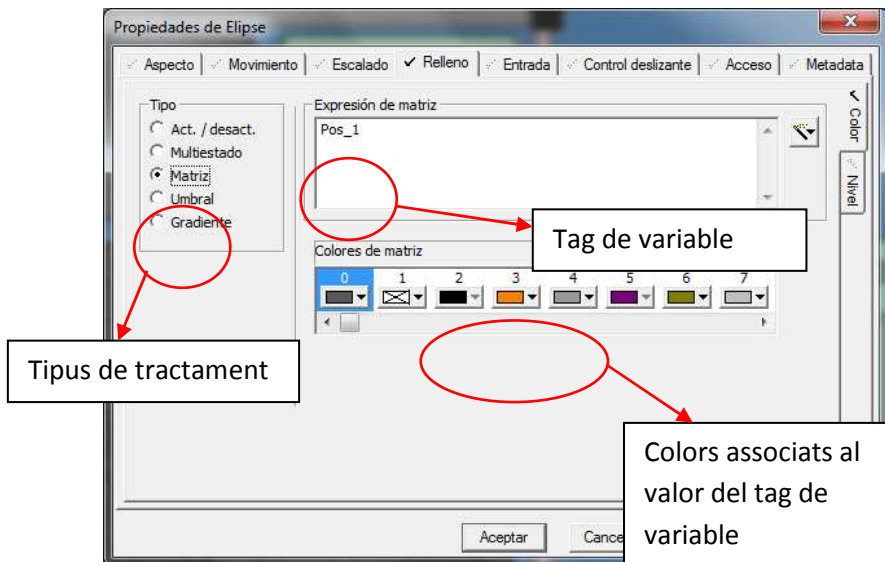 Propiedades de Elipse
Aspecto Movimiento Escalado Relleno Entrada Control deslizante Acceso Metadata
Tipo
Act. / desact.
Multiestado
Matriz
Umbral
Gradiente
Expresión de matriz
Pos_1
Color
Nivel
Tag de variable
Colores de matriz
0 1 2 3 4 5 6 7
Tipus de tractament
Colors associats al
valor del tag de
variable
Aceptar Cance